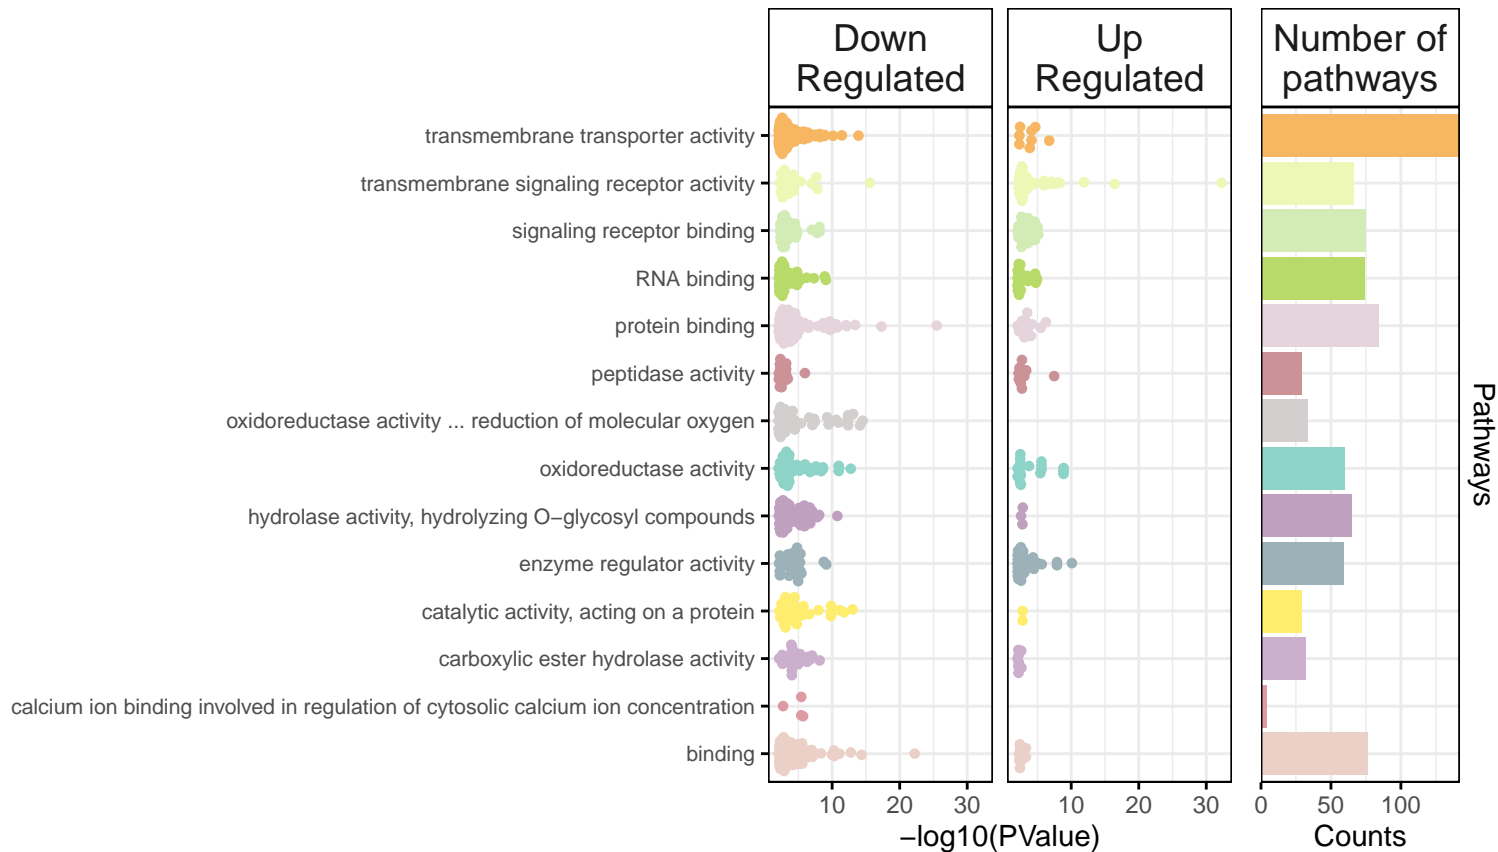 Down
Regulated
Up
Regulated
Number of
pathways
transmembrane transporter activity
transmembrane signaling receptor activity
signaling receptor binding
RNA binding
protein binding
peptidase activity
oxidoreductase activity ... reduction of molecular oxygen
oxidoreductase activity
hydrolase activity, hydrolyzing O−glycosyl compounds
enzyme regulator activity
catalytic activity, acting on a protein
carboxylic ester hydrolase activity
calcium ion binding involved in regulation of cytosolic calcium ion concentration
binding
Pathways
10 20 30
10 20 30
0 50 100
−log10(PValue)
Counts